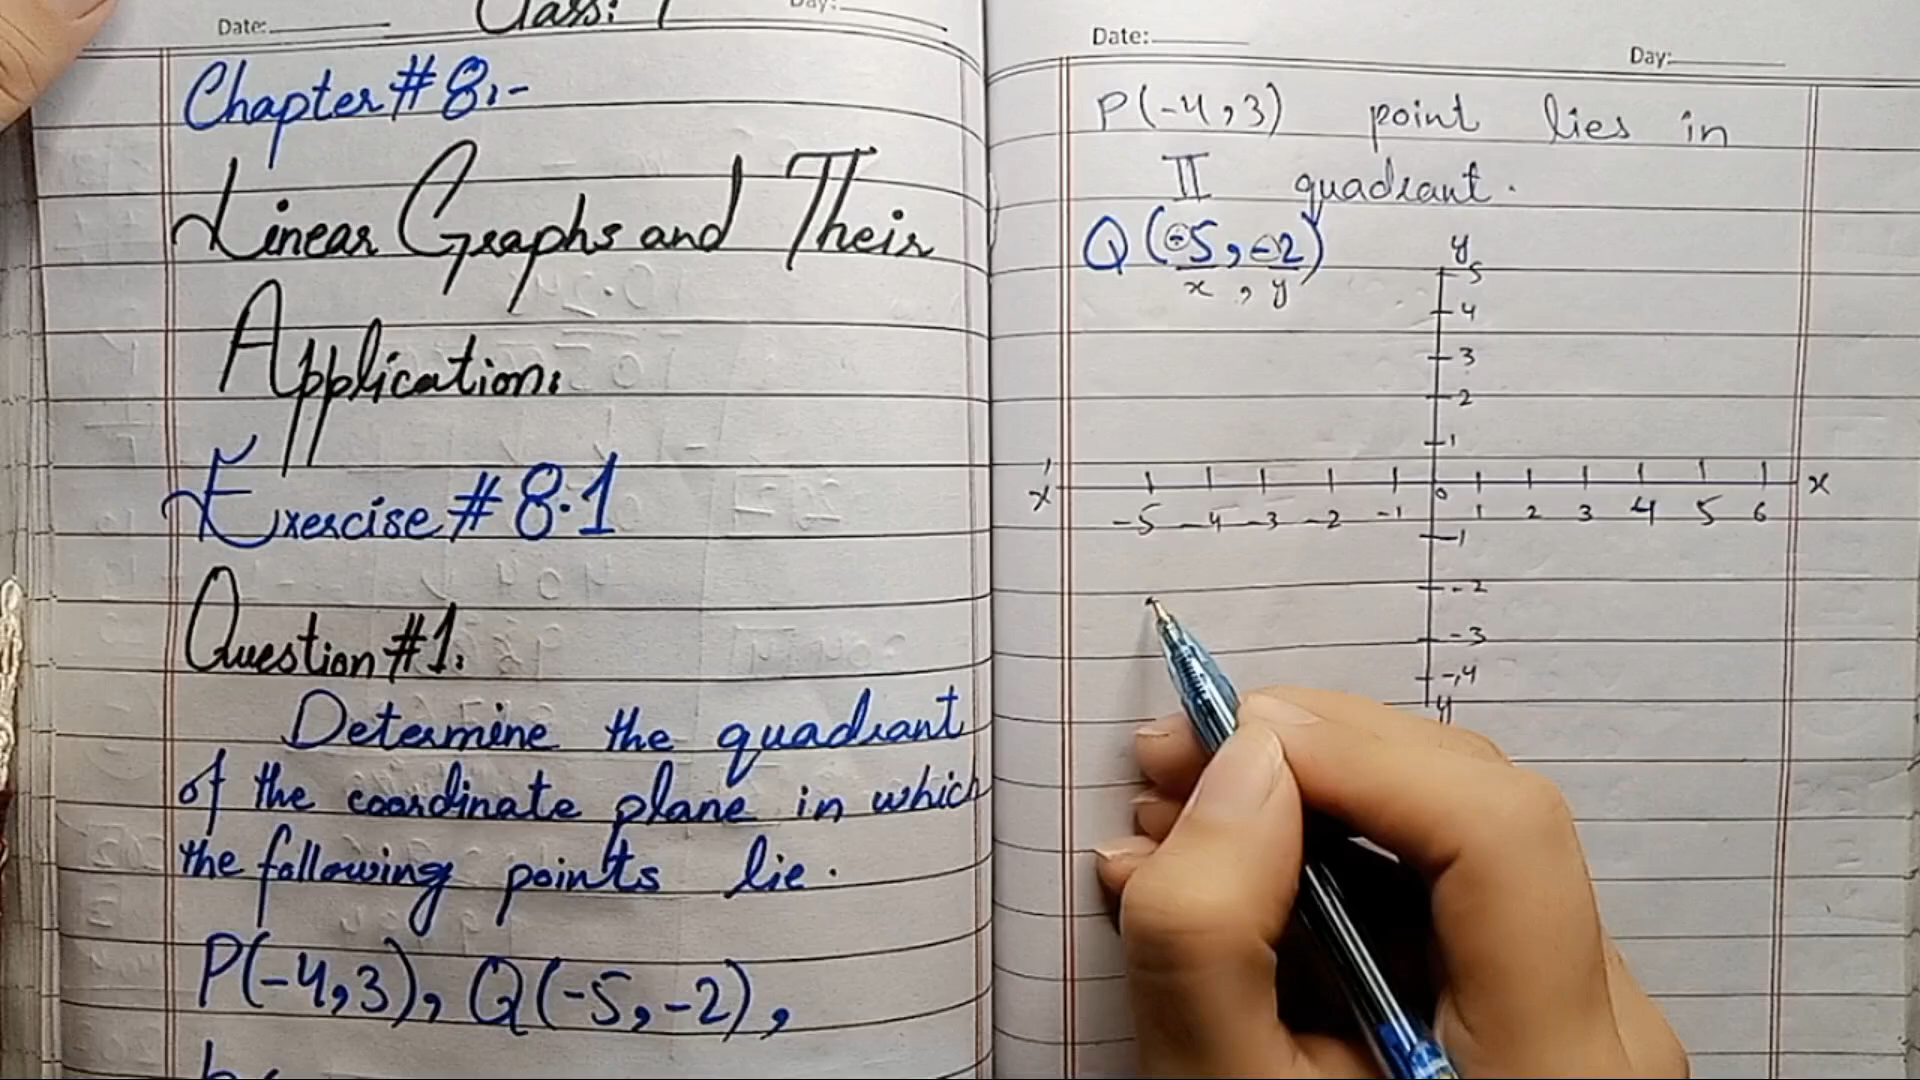 Date: Class: Day:
Chapter # 8:-
Linear Graphs and Their
Application:
Exercise # 8.1
Question #1:
Determine the quadrant
of the coordinate plane in which
the following points lie.
P(-4,3), Q(-5,-2),
Date:
Day:
P(-4,3) point lies in
II quadrant.
Q(-5,-2)
x, y
y
5
4
3
2
1
x' x
-5 -4 -3 -2 -1 0 1 2 3 4 5 6
-1
-2
-3
-4
y